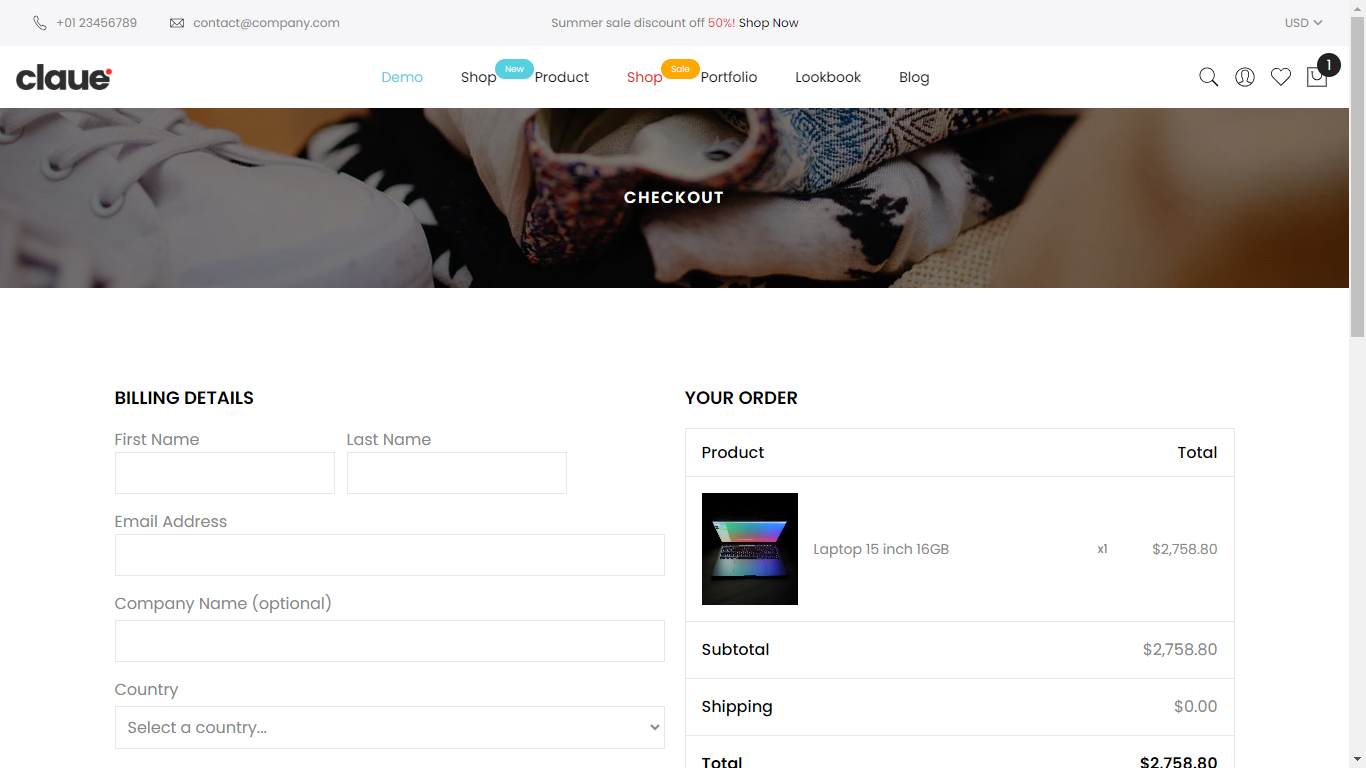 +01 23456789
contact@company.com
Summer sale discount off 50%! Shop Now
USD
claue
Demo
Shop
New
Product
Shop
Sale
Portfolio
Lookbook
Blog
1
CHECKOUT
BILLING DETAILS
First Name
Last Name
Email Address
Company Name (optional)
Country
Select a country...
YOUR ORDER
Product Total
Laptop 15 inch 16GB x1 $2,758.80
Subtotal $2,758.80
Shipping $0.00
Total $2,758.80